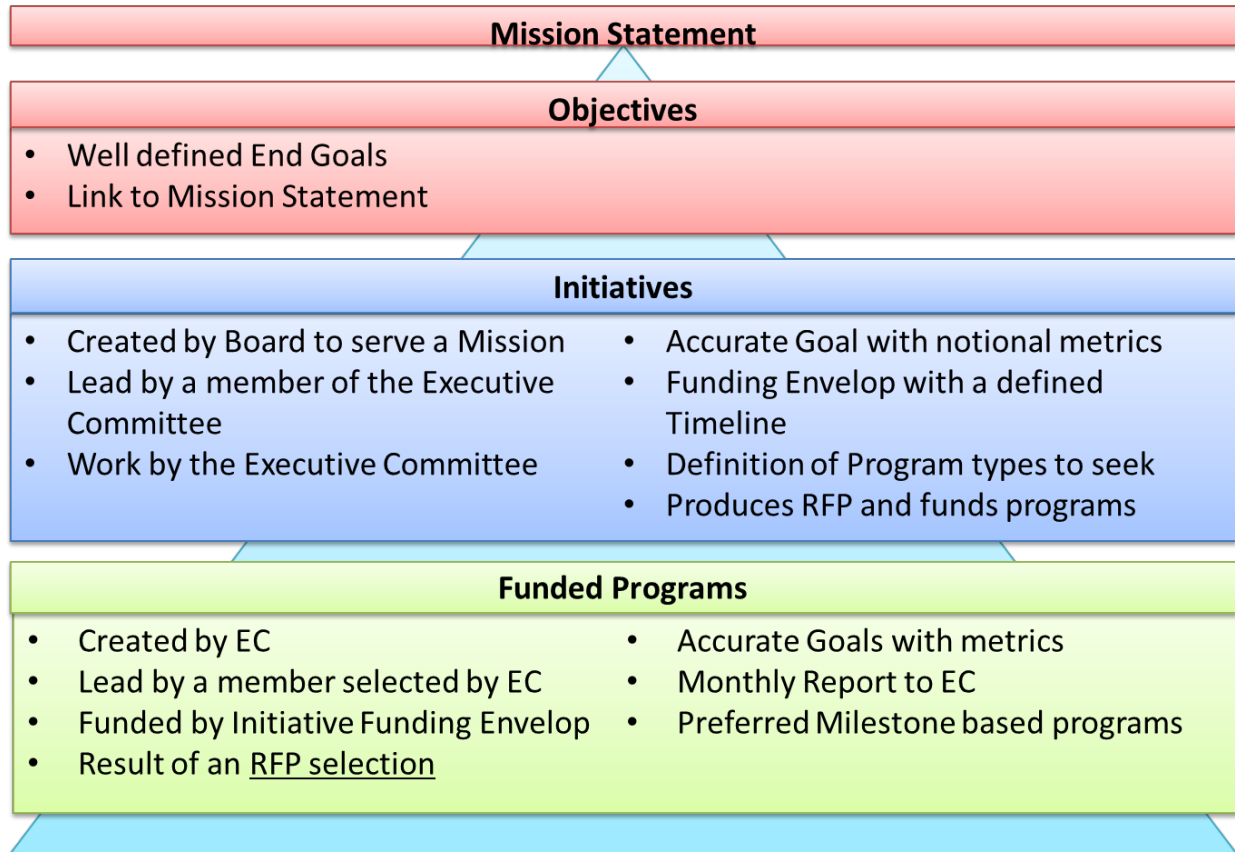 Mission Statement
Objectives
• Well defined End Goals
• Link to Mission Statement
Initiatives
• Created by Board to serve a Mission
• Lead by a member of the Executive
Committee
• Work by the Executive Committee
• Accurate Goal with notional metrics
• Funding Envelop with a defined
Timeline
• Definition of Program types to seek
• Produces RFP and funds programs
Funded Programs
• Created by EC
• Lead by a member selected by EC
• Funded by Initiative Funding Envelop
• Result of an RFP selection
• Accurate Goals with metrics
• Monthly Report to EC
• Preferred Milestone based programs